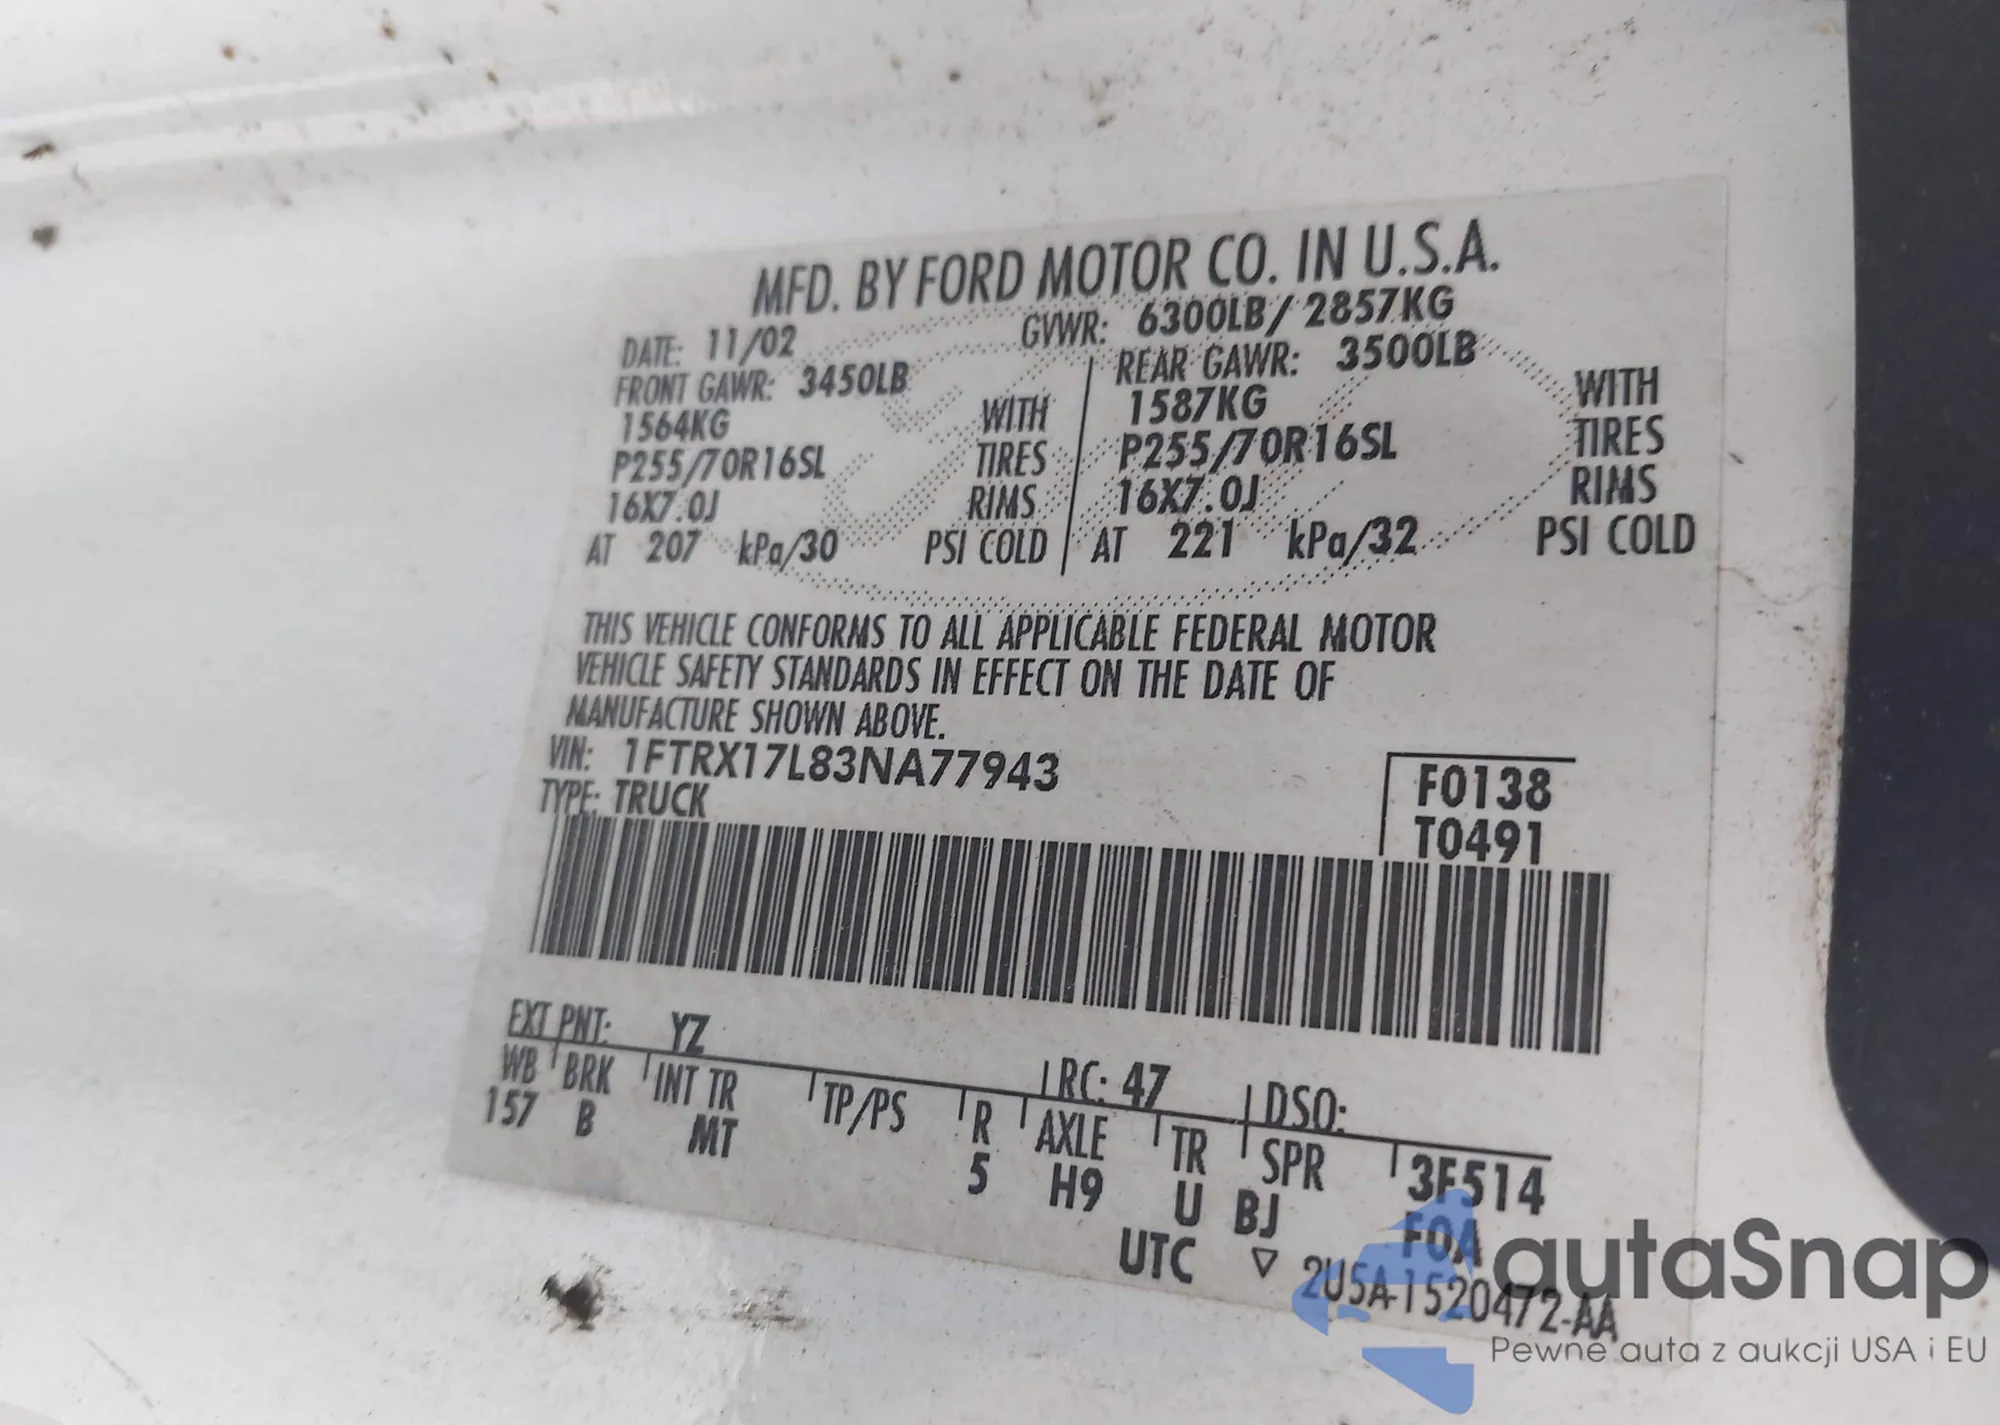 MFD. BY FORD MOTOR CO. IN U.S.A.
DATE: 11/02 GVWR: 6300LB/ 2857KG
FRONT GAWR: 3450LB REAR GAWR: 3500LB
1564KG WITH 1587KG WITH
P255/70R16SL TIRES P255/70R16SL TIRES
16X7.0J RIMS 16X7.0J RIMS
AT 207 kPa/30 PSI COLD AT 221 kPa/32 PSI COLD
THIS VEHICLE CONFORMS TO ALL APPLICABLE FEDERAL MOTOR
VEHICLE SAFETY STANDARDS IN EFFECT ON THE DATE OF
MANUFACTURE SHOWN ABOVE.
VIN: 1FTRX17L83NA77943 F0138
TYPE: TRUCK T0491
EXT PNT: YZ RC: 47 DSO:
WB BRK INT TR TP/PS R AXLE TR SPR 3F514
157 B MT 5 H9 U BJ F0A
UTC ▽ 2U5A-1520472-AA
autaSnap
Pewne auta z aukcji USA i EU